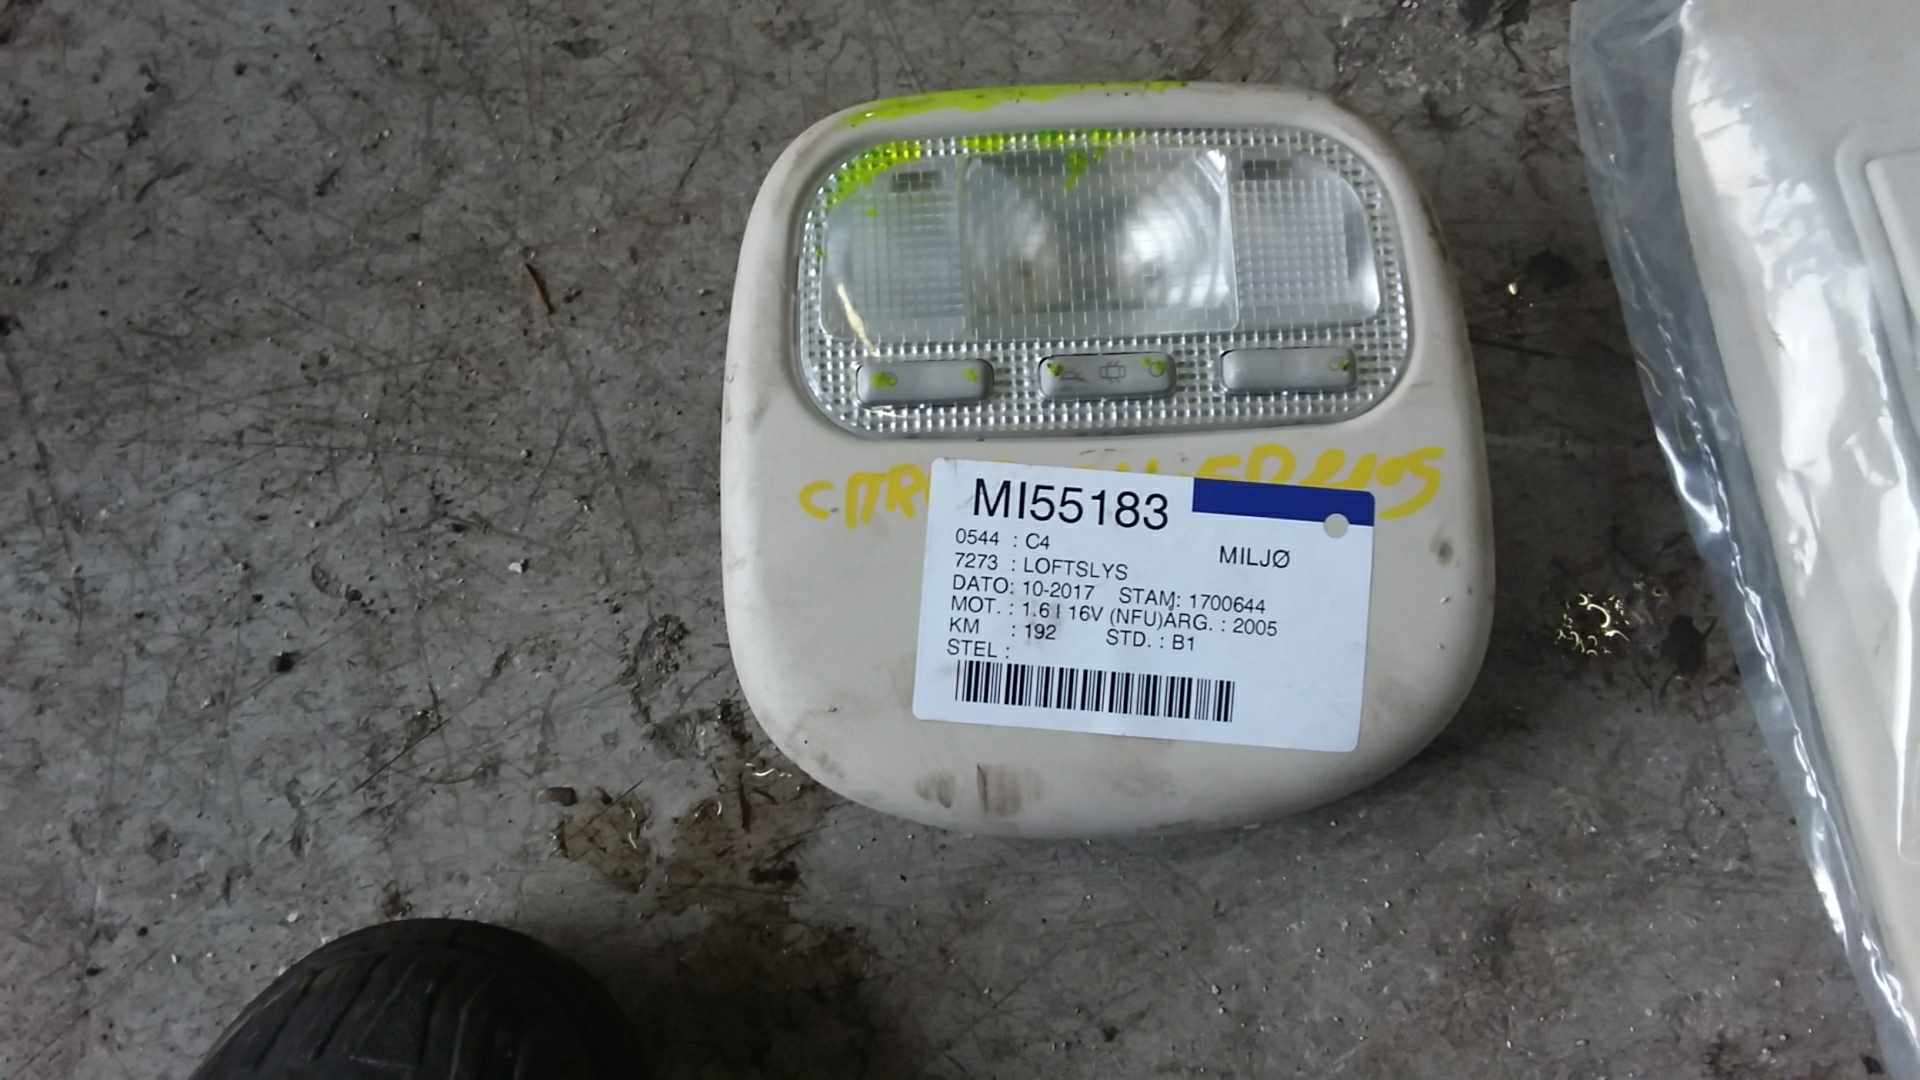 MI55183
0544 : C4
MILJØ
7273 : LOFTSLYS
DATO: 10-2017 STAM: 1700644
MOT. : 1.6 I 16V (NFU)ÅRG. : 2005
KM : 192 STD. : B1
STEL :